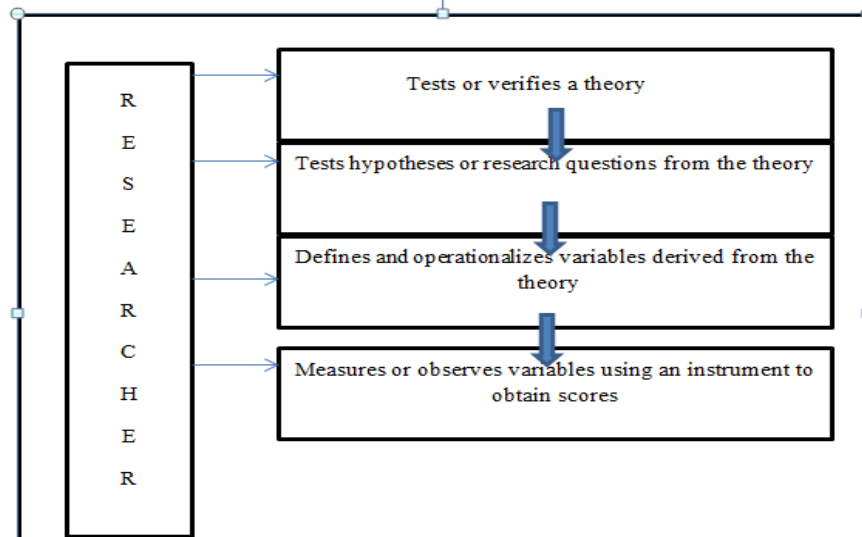 R
E
S
E
A
R
C
H
E
R
Tests or verifies a theory
Tests hypotheses or research questions from the theory
Defines and operationalizes variables derived from the
theory
Measures or observes variables using an instrument to
obtain scores